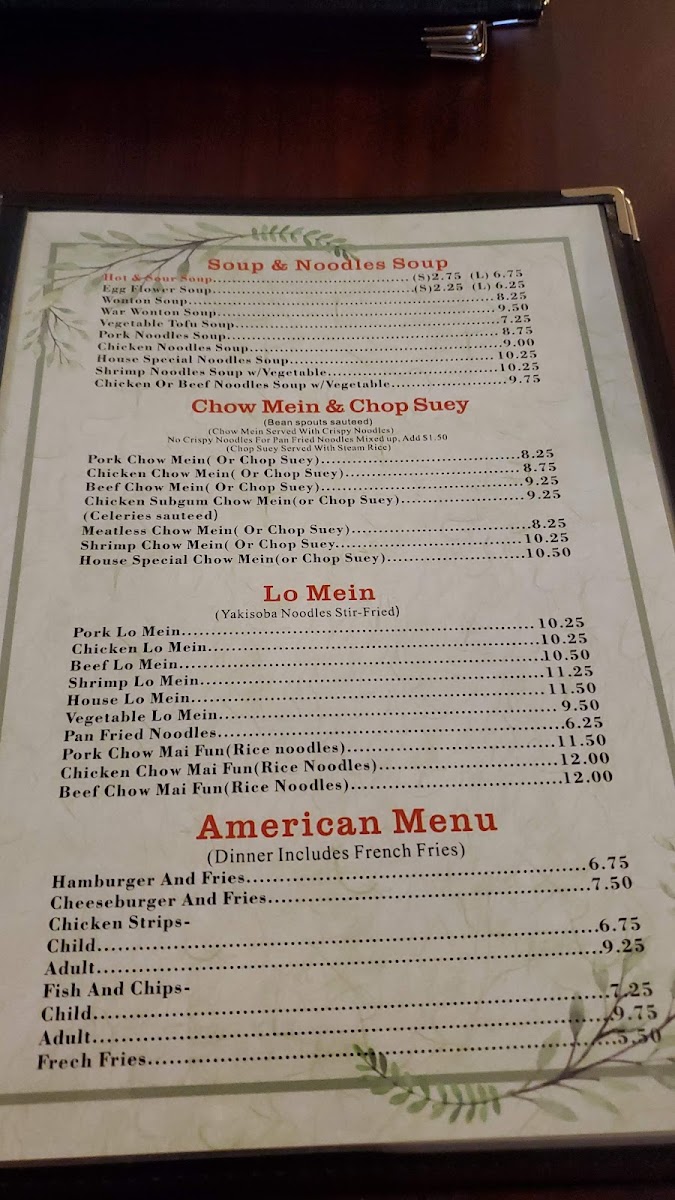 Soup & Noodles Soup
Hot & Sour Soup.......(S)2.75 (L) 6.75
Egg Flower Soup.......(S)2.25 (L) 6.25
Wonton Soup.......8.25
War Wonton Soup.......9.50
Vegetable Tofu Soup.......7.25
Pork Noodles Soup.......8.75
Chicken Noodles Soup.......9.00
House Special Noodles Soup.......10.25
Shrimp Noodles Soup w/Vegetable.......10.25
Chicken Or Beef Noodles Soup w/Vegetable.......9.75
Chow Mein & Chop Suey
(Bean spouts sauteed)
(Chow Mein Served With Crispy Noodles)
No Crispy Noodles For Pan Fried Noodles Mixed up, Add $1.50
(Chop Suey Served With Steam Rice)
Pork Chow Mein( Or Chop Suey).......8.25
Chicken Chow Mein( Or Chop Suey).......8.75
Beef Chow Mein( Or Chop Suey).......9.25
Chicken Subgum Chow Mein(or Chop Suey).......9.25
(Celeries sauteed)
Meatless Chow Mein( Or Chop Suey).......8.25
Shrimp Chow Mein( Or Chop Suey.......10.25
House Special Chow Mein(or Chop Suey).......10.50
Lo Mein
(Yakisoba Noodles Stir-Fried)
Pork Lo Mein.......10.25
Chicken Lo Mein.......10.25
Beef Lo Mein.......10.50
Shrimp Lo Mein.......11.25
House Lo Mein.......11.50
Vegetable Lo Mein.......9.50
Pan Fried Noodles.......6.25
Pork Chow Mai Fun(Rice noodles).......11.50
Chicken Chow Mai Fun(Rice Noodles).......12.00
Beef Chow Mai Fun(Rice Noodles).......12.00
American Menu
(Dinner Includes French Fries)
Hamburger And Fries.......6.75
Cheeseburger And Fries.......7.50
Chicken Strips-
Child.......6.75
Adult.......9.25
Fish And Chips-
Child.......7.25
Adult.......9.75
Frech Fries.......5.50